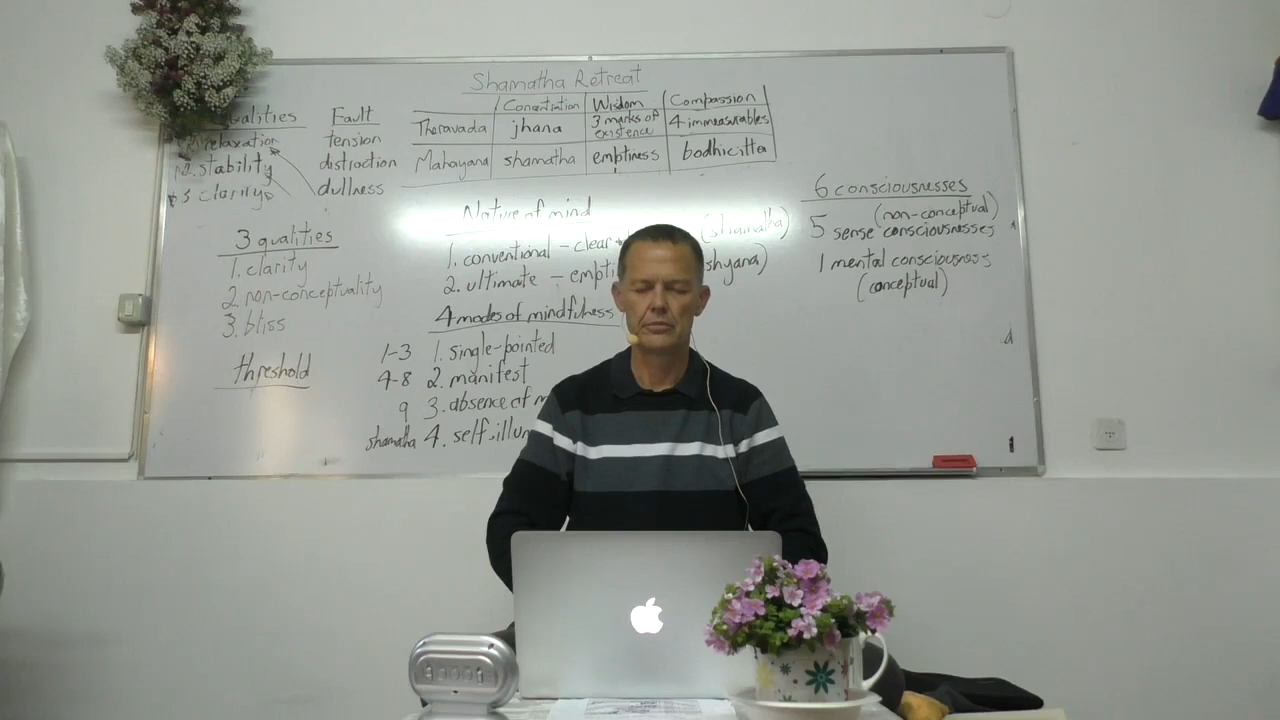 Shamatha Retreat
Concentration Wisdom Compassion
Theravada jhana 3 marks of existence 4 immeasurables
Mahayana shamatha emptiness bodhicitta
Fault
relaxation tension
2. stability distraction
3 clarity dullness
3 qualities
1. clarity
2. non-conceptuality
3. bliss
threshold
Nature of mind
1. conventional - clear + (shamatha)
2. ultimate -
4 modes of mindfulness
1-3 1. single-pointed
4-8 2. manifest
9 3. absence of
shamatha 4.
6 consciousnesses
(non-conceptual)
5 sense consciousnesses
1 mental consciousness
(conceptual)